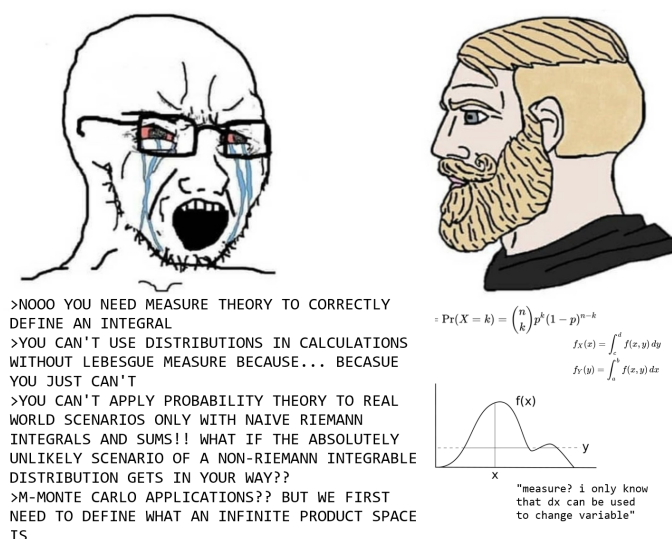 >NOOO YOU NEED MEASURE THEORY TO CORRECTLY
DEFINE AN INTEGRAL
>YOU CAN'T USE DISTRIBUTIONS IN CALCULATIONS
WITHOUT LEBESGUE MEASURE BECAUSE... BECASUE
YOU JUST CAN'T
>YOU CAN'T APPLY PROBABILITY THEORY TO REAL
WORLD SCENARIOS ONLY WITH NAIVE RIEMANN
INTEGRALS AND SUMS!! WHAT IF THE ABSOLUTELY
UNLIKELY SCENARIO OF A NON-RIEMANN INTEGRABLE
DISTRIBUTION GETS IN YOUR WAY??
>M-MONTE CARLO APPLICATIONS?? BUT WE FIRST
NEED TO DEFINE WHAT AN INFINITE PRODUCT SPACE
IS
= Pr(X = k) = \binom{n}{k} p^k (1 − p)^{n−k}
f_X(x) = ∫_c^d f(x, y) dy
f_Y(y) = ∫_a^b f(x, y) dx
f(x)
y
x
"measure? i only know
that dx can be used
to change variable"